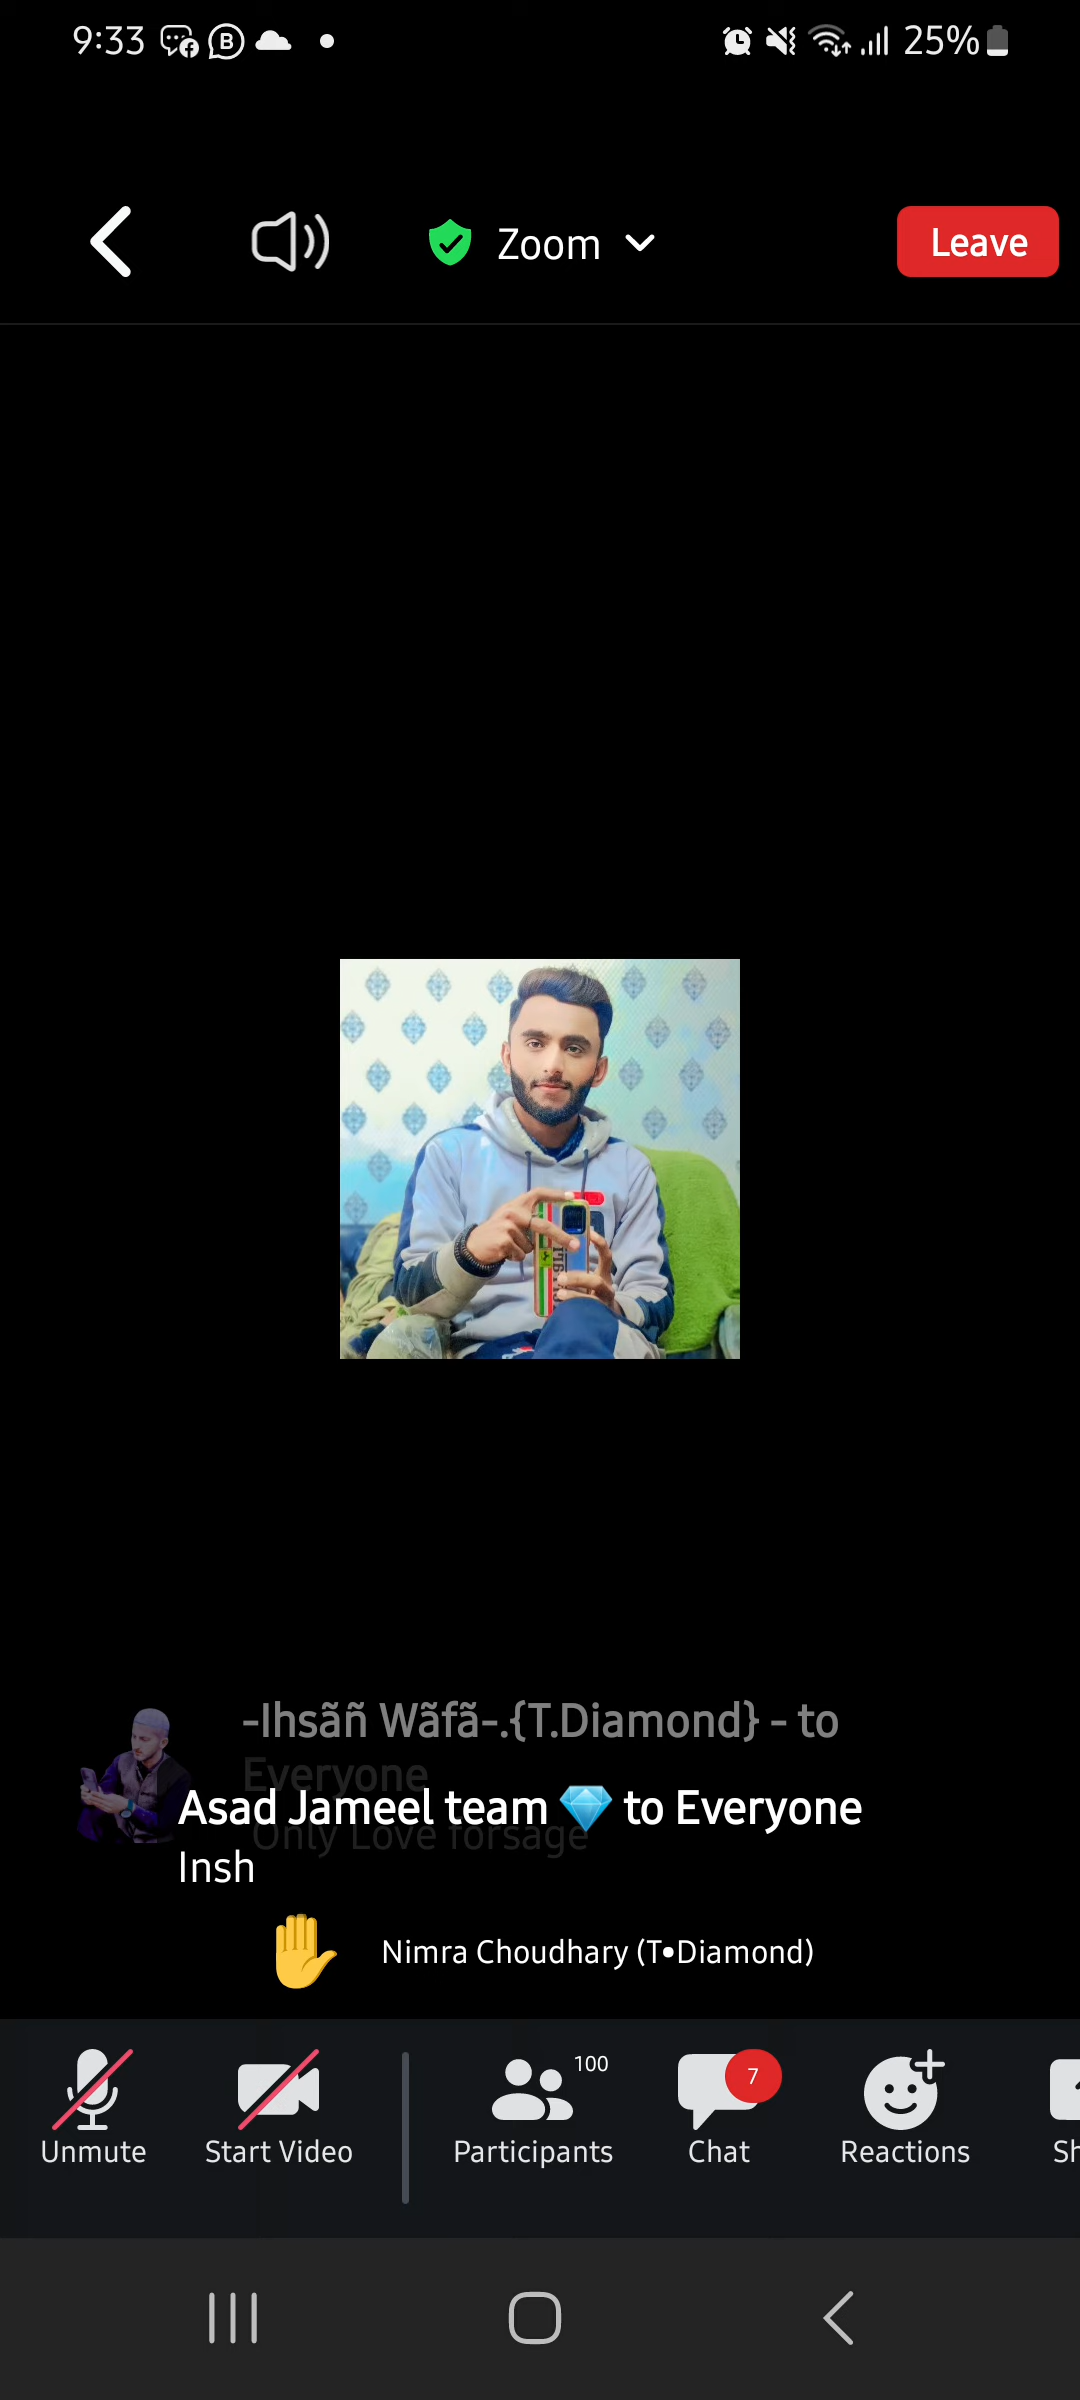 9:33
B
25%
Zoom
Leave
-Ihsãñ Wãfã-.{T.Diamond} - to
Everyone
Only Love forsage
Asad Jameel team 💎 to Everyone
Insh
✋ Nimra Choudhary (T•Diamond)
100
7
Unmute
Start Video
Participants
Chat
Reactions
Sh